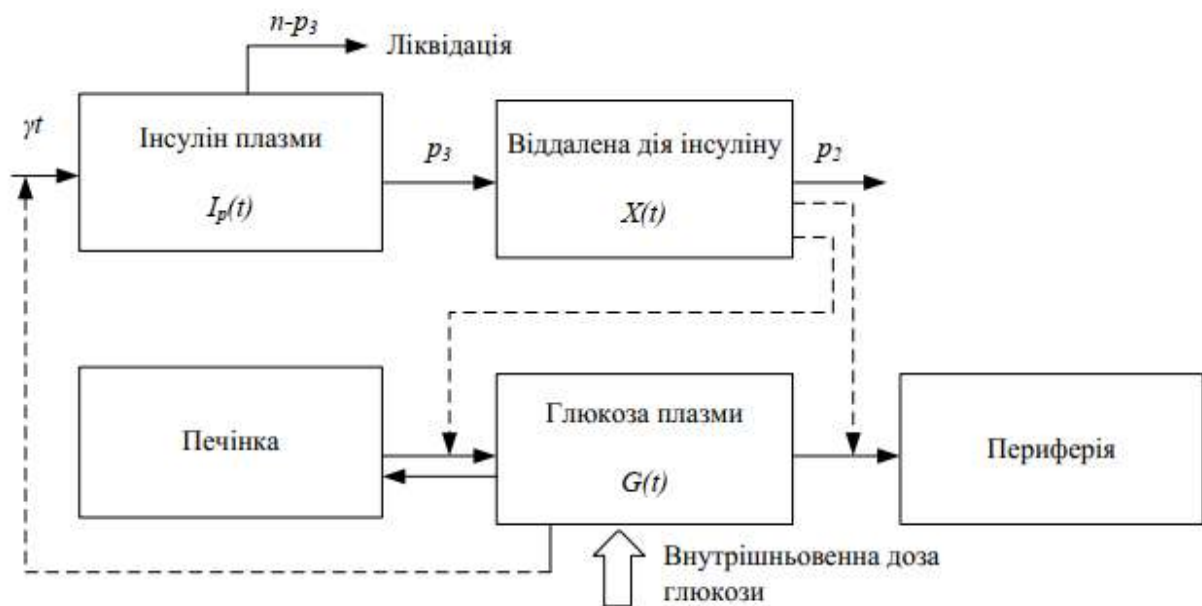 n-p₃
Ліквідація
γt
Інсулін плазми
Iₚ(t)
p₃
Віддалена дія інсуліну
X(t)
p₂
Печінка
Глюкоза плазми
G(t)
Периферія
Внутрішньовенна доза
глюкози